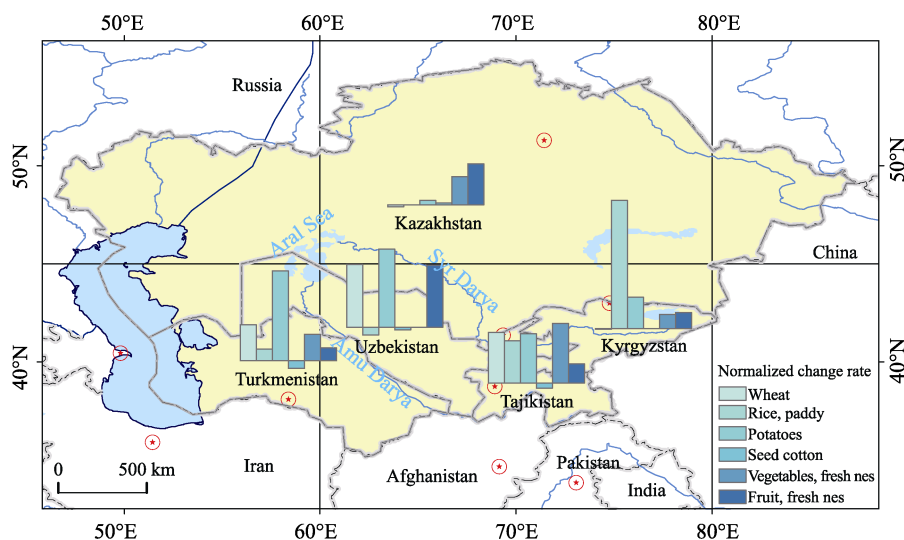 50°E 60°E 70°E 80°E
Russia
50°N
50°N
Kazakhstan
Aral Sea
China
Syr Darya
Kyrgyzstan
Uzbekistan
Amu Darya
40°N
40°N
Turkmenistan
Tajikistan
Normalized change rate
Wheat
Rice, paddy
Potatoes
Seed cotton
Vegetables, fresh nes
Fruit, fresh nes
0 500 km
Iran
Afghanistan
Pakistan
India
50°E 60°E 70°E 80°E